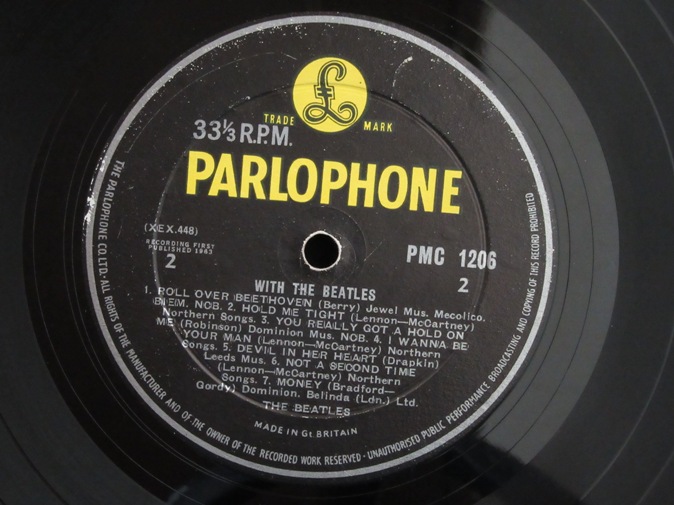 £
TRADE MARK
33⅓ R.P.M.
PARLOPHONE
(XEX.448)
RECORDING FIRST
PUBLISHED 1963
2
PMC 1206
2
WITH THE BEATLES
1. ROLL OVER BEETHOVEN (Berry) Jewel Mus. Mecolico.
BIEM. NCB. 2. HOLD ME TIGHT (Lennon—McCartney)
Northern Songs. 3. YOU REALLY GOT A HOLD ON
ME (Robinson) Dominion Mus. NCB. 4. I WANNA BE
YOUR MAN (Lennon—McCartney) Northern
Songs. 5. DEVIL IN HER HEART (Drapkin)
Leeds Mus. 6. NOT A SECOND TIME
(Lennon—McCartney) Northern
Songs. 7. MONEY (Bradford—
Gordy) Dominion. Belinda (Ldn.) Ltd.
THE BEATLES
MADE IN Gt. BRITAIN
THE PARLOPHONE CO. LTD. ALL RIGHTS OF THE MANUFACTURER AND OF THE OWNER OF THE RECORDED WORK RESERVED · UNAUTHORISED PUBLIC PERFORMANCE BROADCASTING AND COPYING OF THIS RECORD PROHIBITED